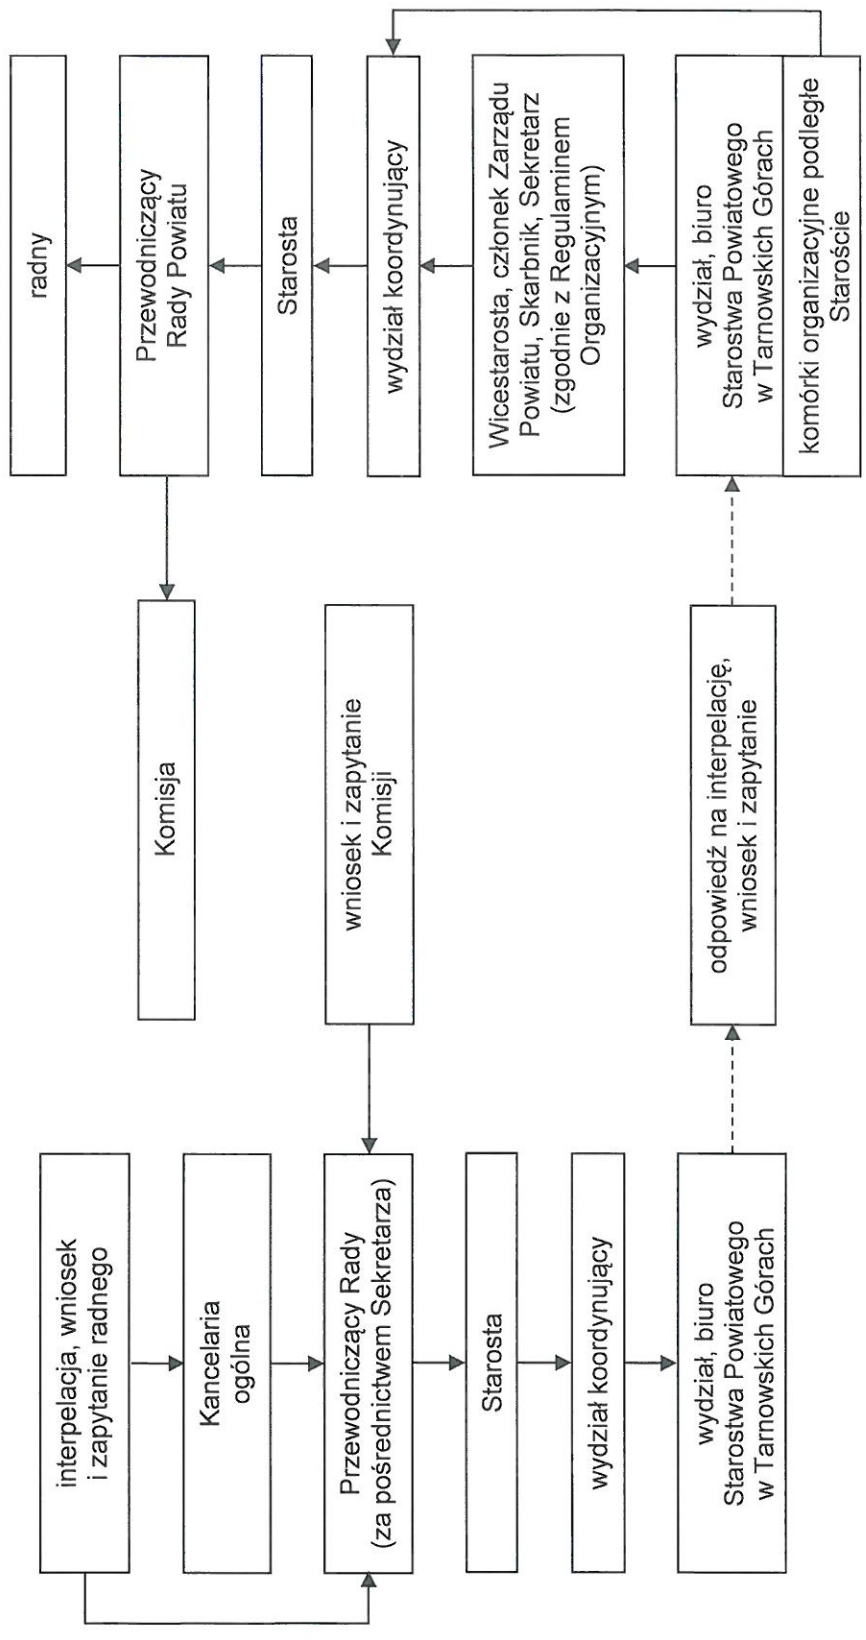 interpelacja, wniosek
i zapytanie radnego
Kancelaria
ogólna
Przewodniczący Rady
(za pośrednictwem Sekretarza)
Starosta
wydział koordynujący
wydział, biuro
Starostwa Powiatowego
w Tarnowskich Górach
Komisja
wniosek i zapytanie
Komisji
odpowiedź na interpelację,
wniosek i zapytanie
radny
Przewodniczący
Rady Powiatu
Starosta
wydział koordynujący
Wicestarosta, członek Zarządu
Powiatu, Skarbnik, Sekretarz
(zgodnie z Regulaminem
Organizacyjnym)
wydział, biuro
Starostwa Powiatowego
w Tarnowskich Górach
komórki organizacyjne podległe
Staroście